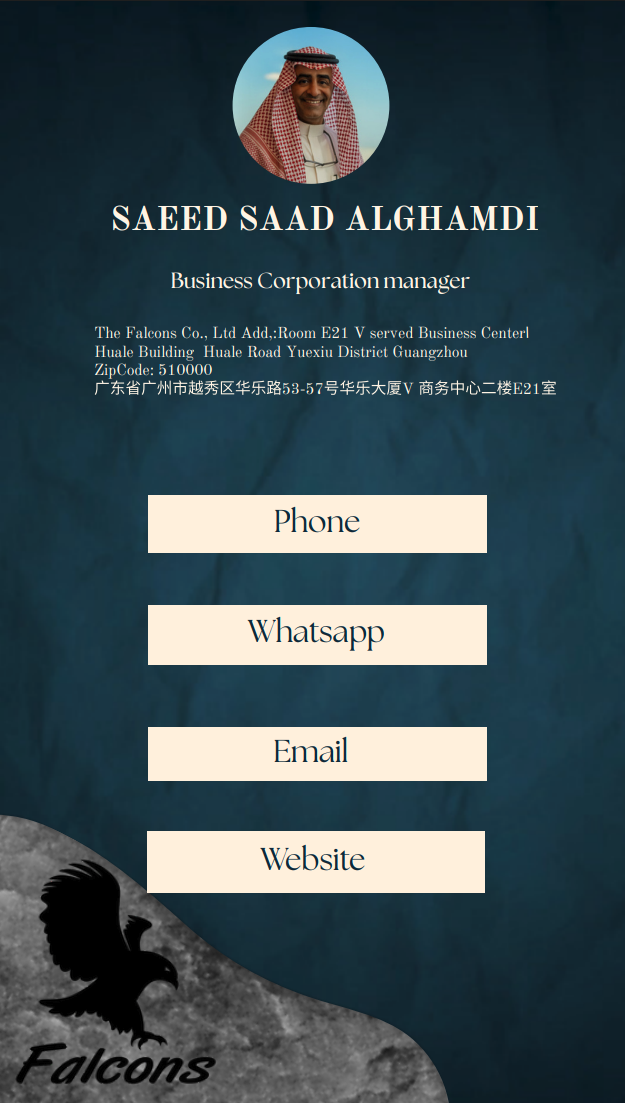 SAEED SAAD ALGHAMDI
Business Corporation manager
The Falcons Co., Ltd Add,:Room E21 V served Business Centerl
Huale Building  Huale Road Yuexiu District Guangzhou
ZipCode: 510000
广东省广州市越秀区华乐路53-57号华乐大厦V 商务中心二楼E21室
Phone
Whatsapp
Email
Website
Falcons